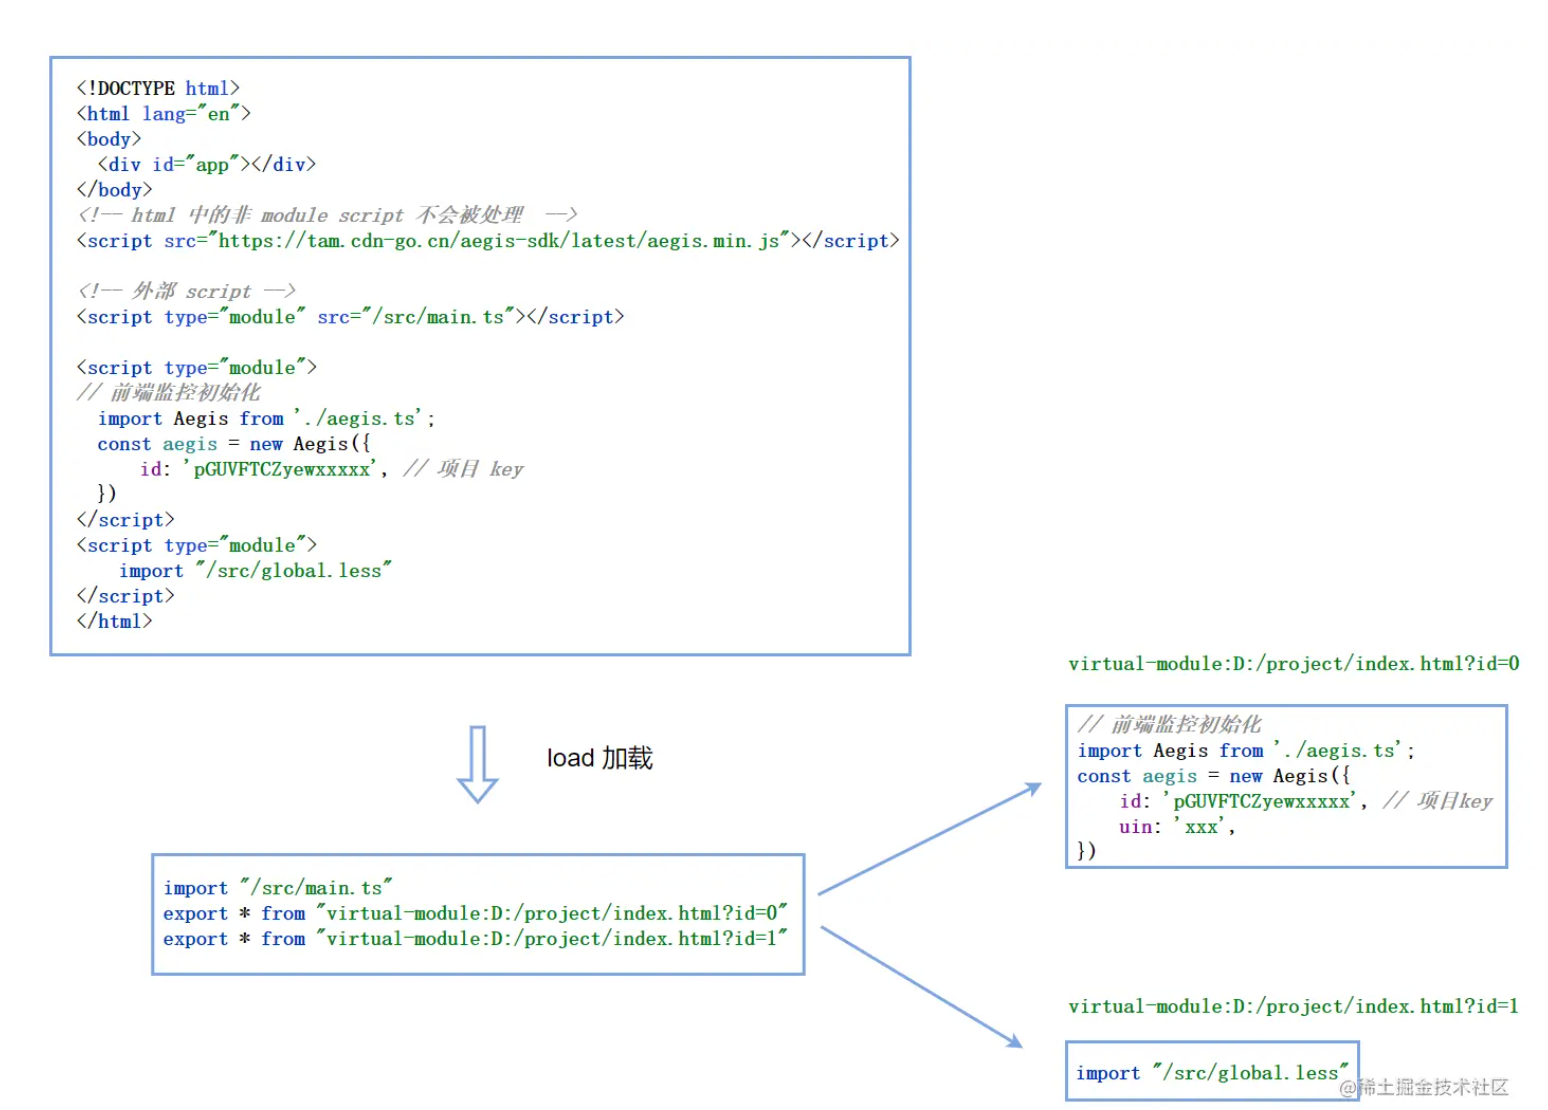 <!DOCTYPE html>
<html lang="en">
<body>
  <div id="app"></div>
</body>
<!-- html 中的非 module script 不会被处理  -->
<script src="https://tam.cdn-go.cn/aegis-sdk/latest/aegis.min.js"></script>
<!-- 外部 script -->
<script type="module" src="/src/main.ts"></script>
<script type="module">
// 前端监控初始化
  import Aegis from './aegis.ts';
  const aegis = new Aegis({
      id: 'pGUVFTCZyewxxxxx', // 项目 key
  })
</script>
<script type="module">
    import "/src/global.less"
</script>
</html>
load 加载
import "/src/main.ts"
export * from "virtual-module:D:/project/index.html?id=0"
export * from "virtual-module:D:/project/index.html?id=1"
virtual-module:D:/project/index.html?id=0
// 前端监控初始化
import Aegis from './aegis.ts';
const aegis = new Aegis({
    id: 'pGUVFTCZyewxxxxx', // 项目key
    uin: 'xxx',
})
virtual-module:D:/project/index.html?id=1
import "/src/global.less"
@稀土掘金技术社区